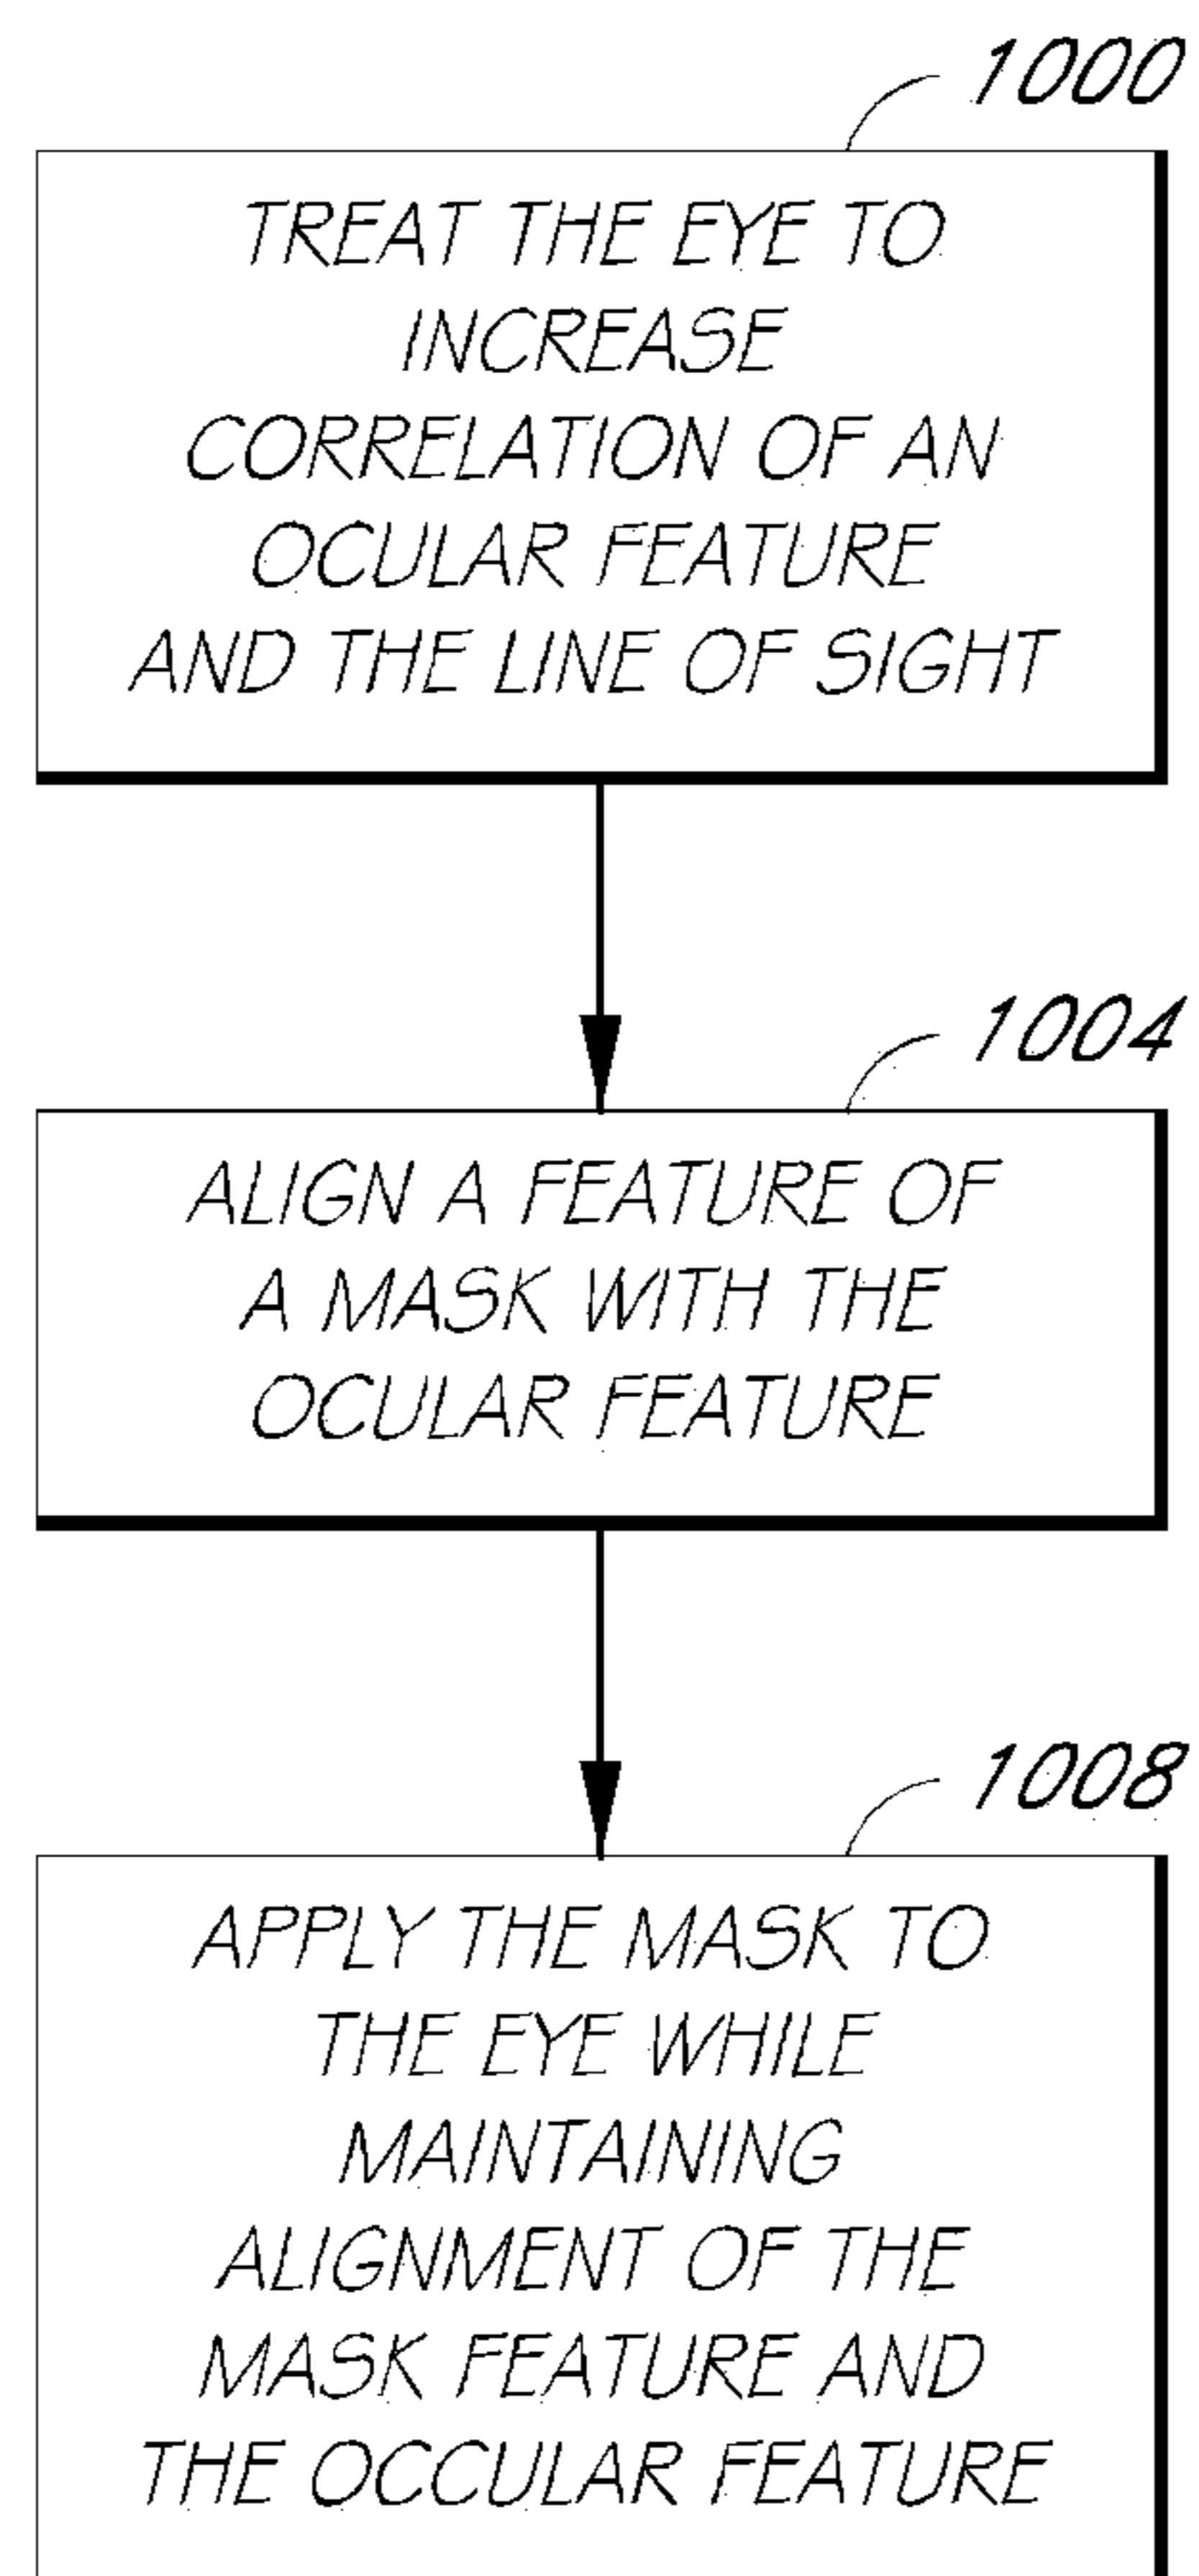 1000
TREAT THE EYE TO
INCREASE
CORRELATION OF AN
OCULAR FEATURE
AND THE LINE OF SIGHT
1004
ALIGN A FEATURE OF
A MASK WITH THE
OCULAR FEATURE
1008
APPLY THE MASK TO
THE EYE WHILE
MAINTAINING
ALIGNMENT OF THE
MASK FEATURE AND
THE OCCULAR FEATURE